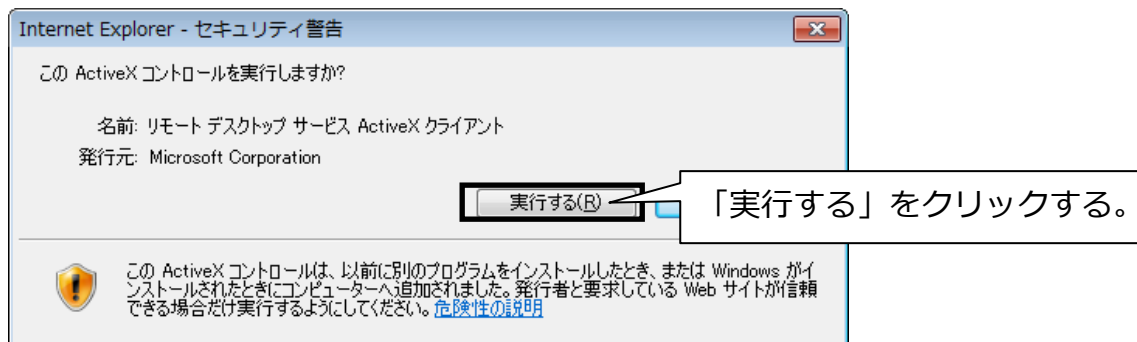 Internet Explorer - セキュリティ警告
この ActiveX コントロールを実行しますか?
名前: リモート デスクトップ サービス ActiveX クライアント
発行元: Microsoft Corporation
実行する(R)
「実行する」をクリックする。
この ActiveX コントロールは、以前に別のプログラムをインストールしたとき、または Windows がイ
ンストールされたときにコンピューターへ追加されました。発行者と要求している Web サイトが信頼
できる場合だけ実行するようにしてください。危険性の説明